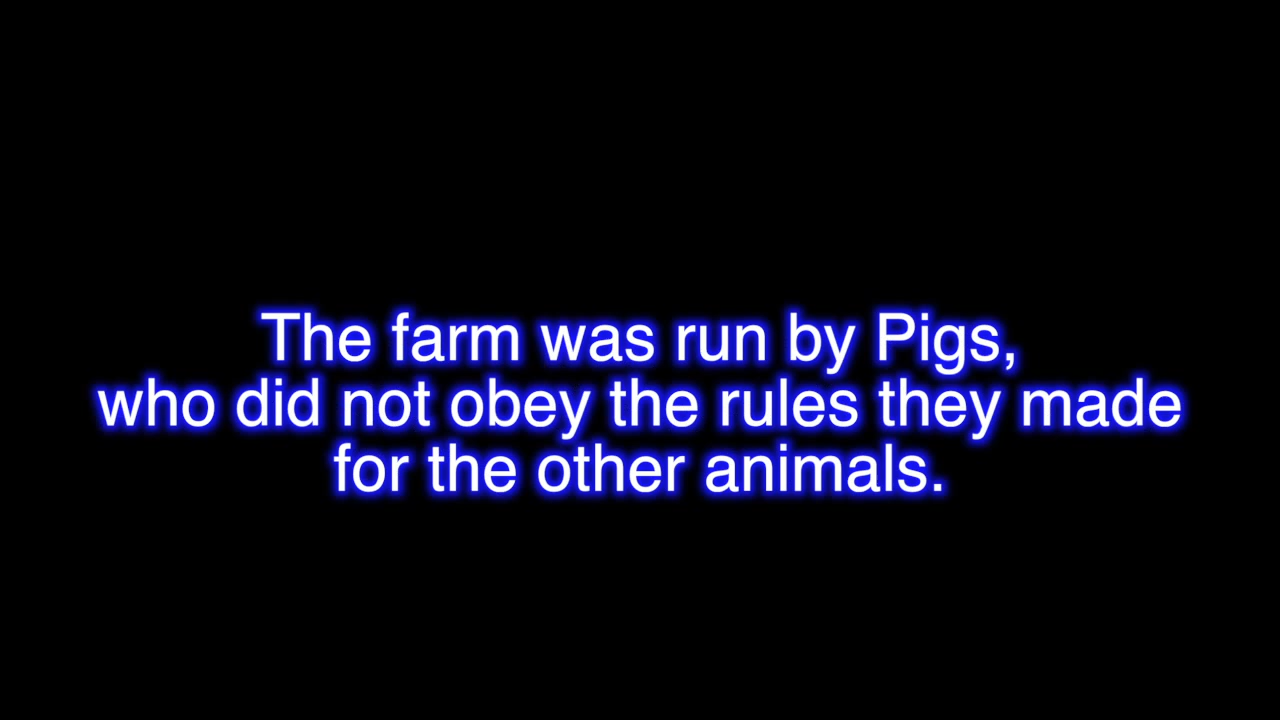 The farm was run by Pigs,
who did not obey the rules they made
for the other animals.